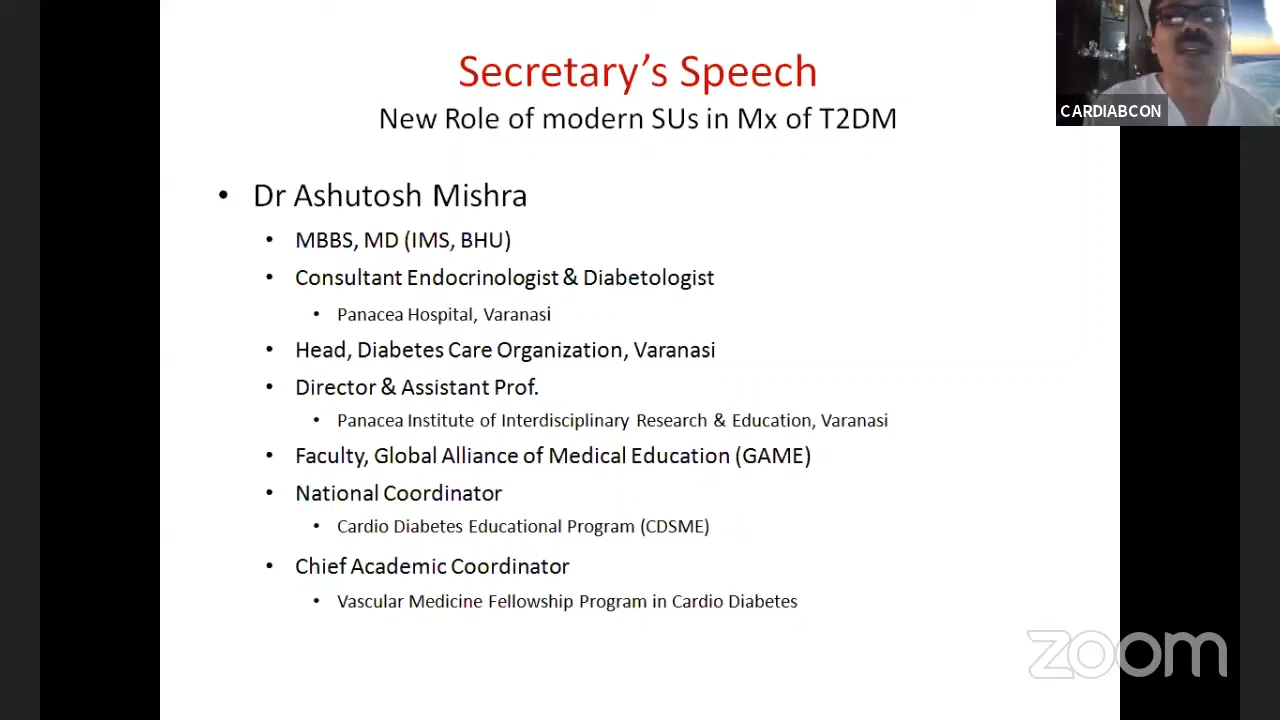 Secretary’s Speech
New Role of modern SUs in Mx of T2DM
CARDIABCON
• Dr Ashutosh Mishra
• MBBS, MD (IMS, BHU)
• Consultant Endocrinologist & Diabetologist
• Panacea Hospital, Varanasi
• Head, Diabetes Care Organization, Varanasi
• Director & Assistant Prof.
• Panacea Institute of Interdisciplinary Research & Education, Varanasi
• Faculty, Global Alliance of Medical Education (GAME)
• National Coordinator
• Cardio Diabetes Educational Program (CDSME)
• Chief Academic Coordinator
• Vascular Medicine Fellowship Program in Cardio Diabetes
zoom